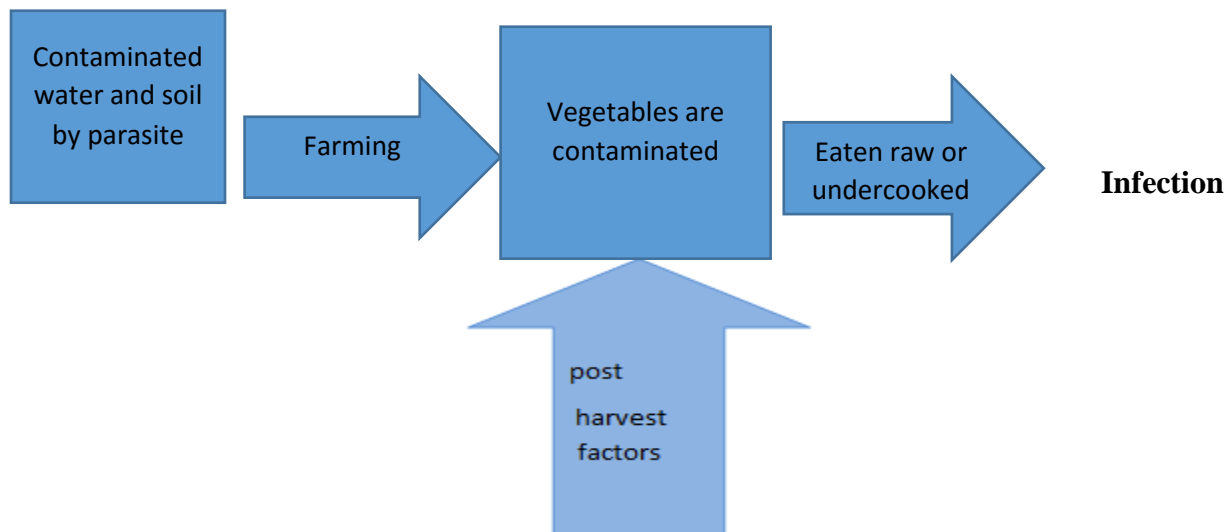 Contaminated
water and soil
by parasite
Farming
Vegetables are
contaminated
Eaten raw or
undercooked
Infection
post
harvest
factors